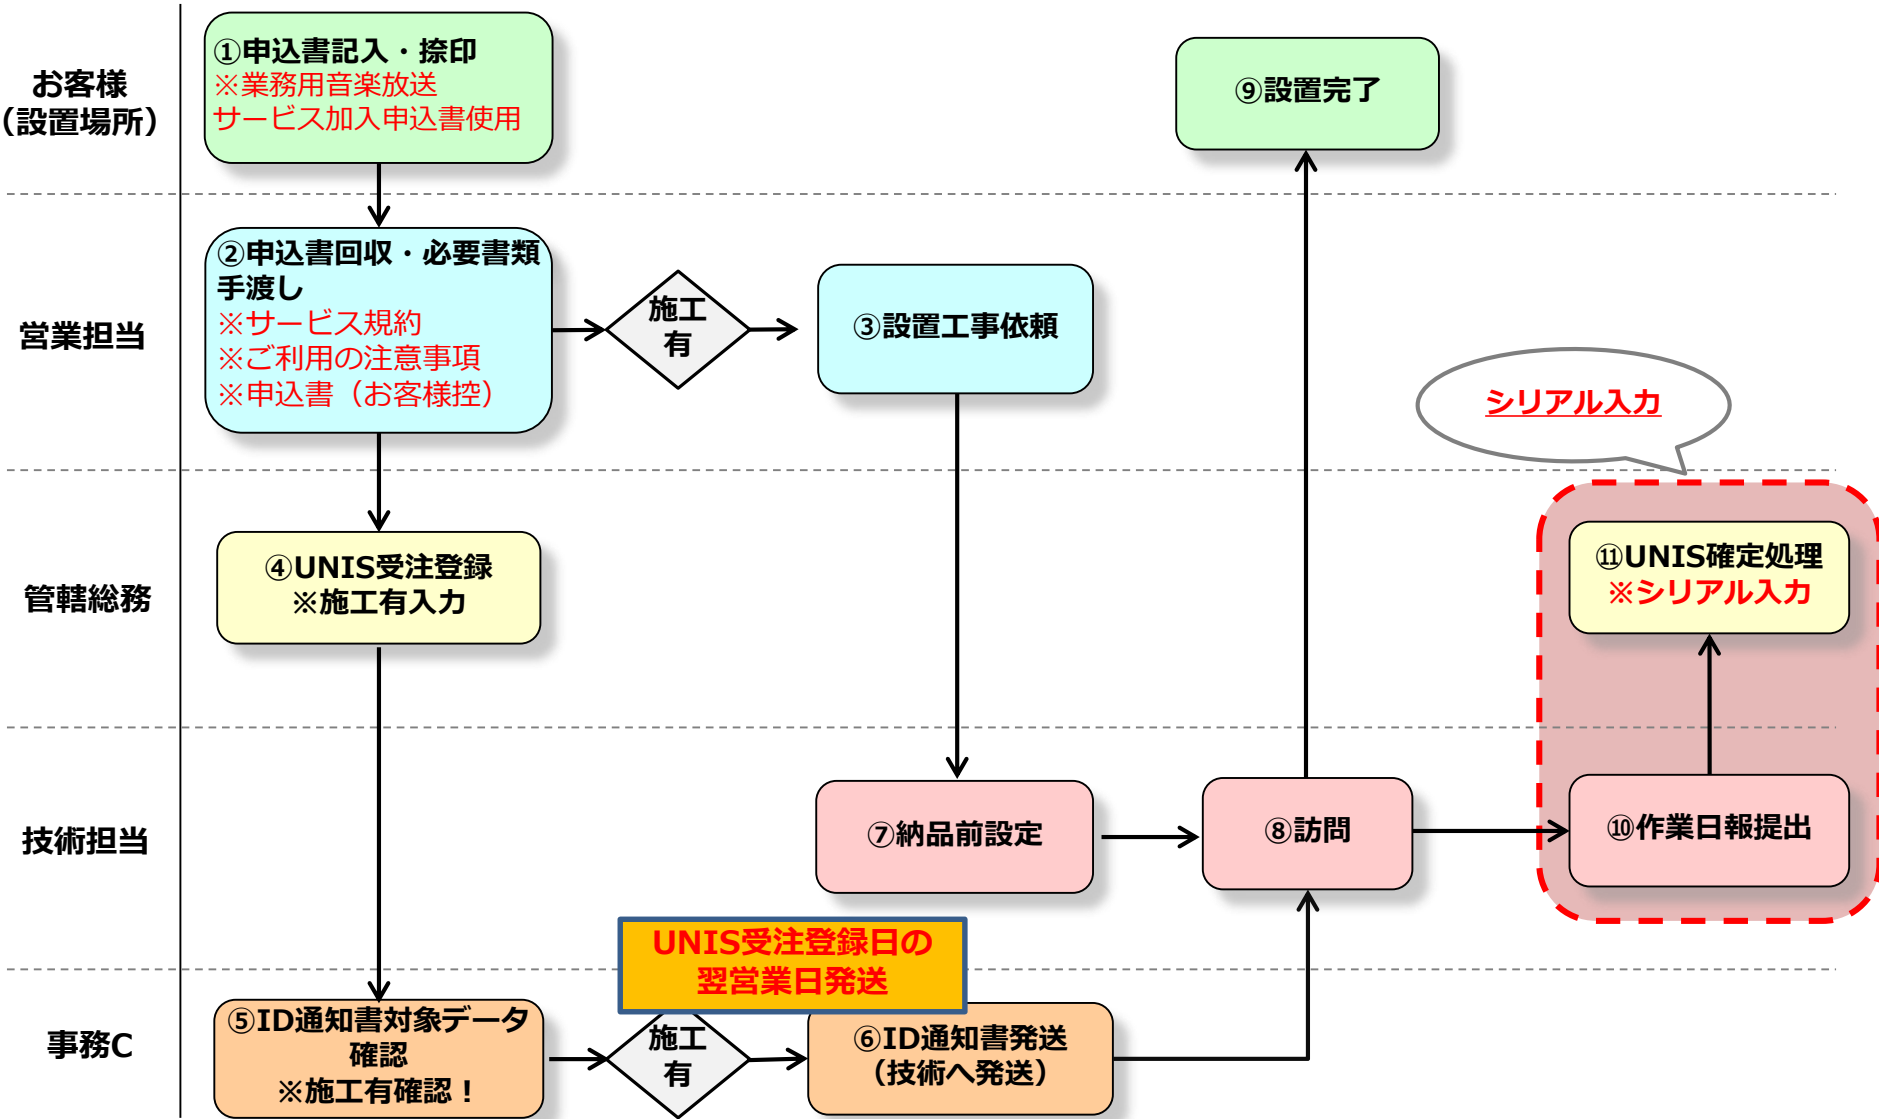 お客様
（設置場所）
①申込書記入・捺印
※業務用音楽放送
サービス加入申込書使用
⑨設置完了
営業担当
②申込書回収・必要書類
手渡し
※サービス規約
※ご利用の注意事項
※申込書（お客様控）
施工
有
③設置工事依頼
シリアル入力
管轄総務
④UNIS受注登録
※施工有入力
⑪UNIS確定処理
※シリアル入力
技術担当
⑦納品前設定
⑧訪問
⑩作業日報提出
UNIS受注登録日の
翌営業日発送
事務C
⑤ID通知書対象データ
確認
※施工有確認！
施工
有
⑥ID通知書発送
（技術へ発送）